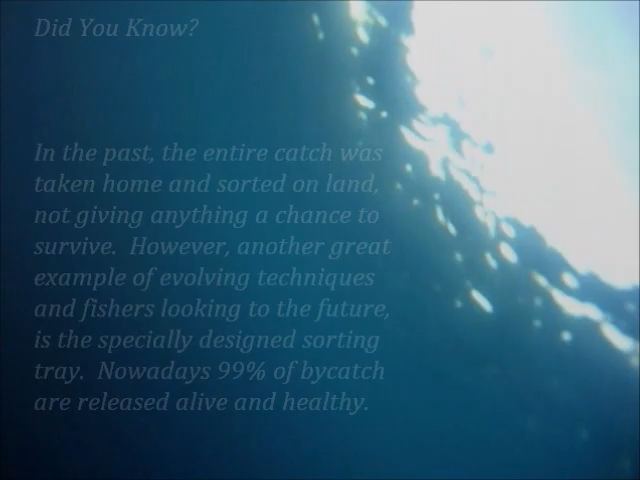 Did You Know?
In the past, the entire catch was
taken home and sorted on land,
not giving anything a chance to
survive.  However, another great
example of evolving techniques
and fishers looking to the future,
is the specially designed sorting
tray.  Nowadays 99% of bycatch
are released alive and healthy.